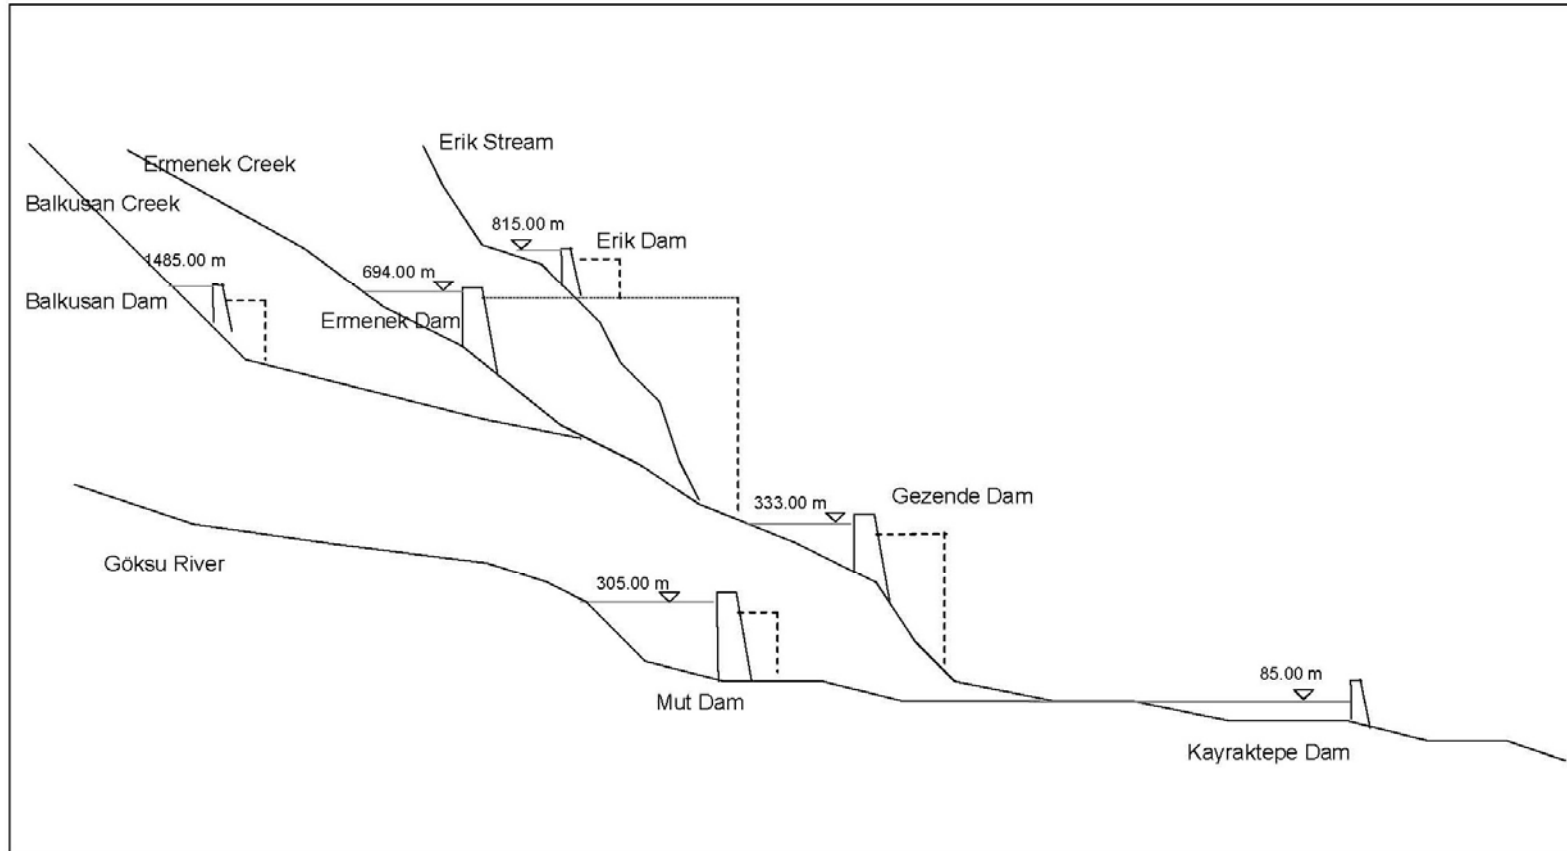 Erik Stream
Ermenek Creek
Balkusan Creek
815.00 m
Erik Dam
1485.00 m
694.00 m
Balkusan Dam
Ermenek Dam
333.00 m
Gezende Dam
Göksu River
305.00 m
Mut Dam
85.00 m
Kayraktepe Dam